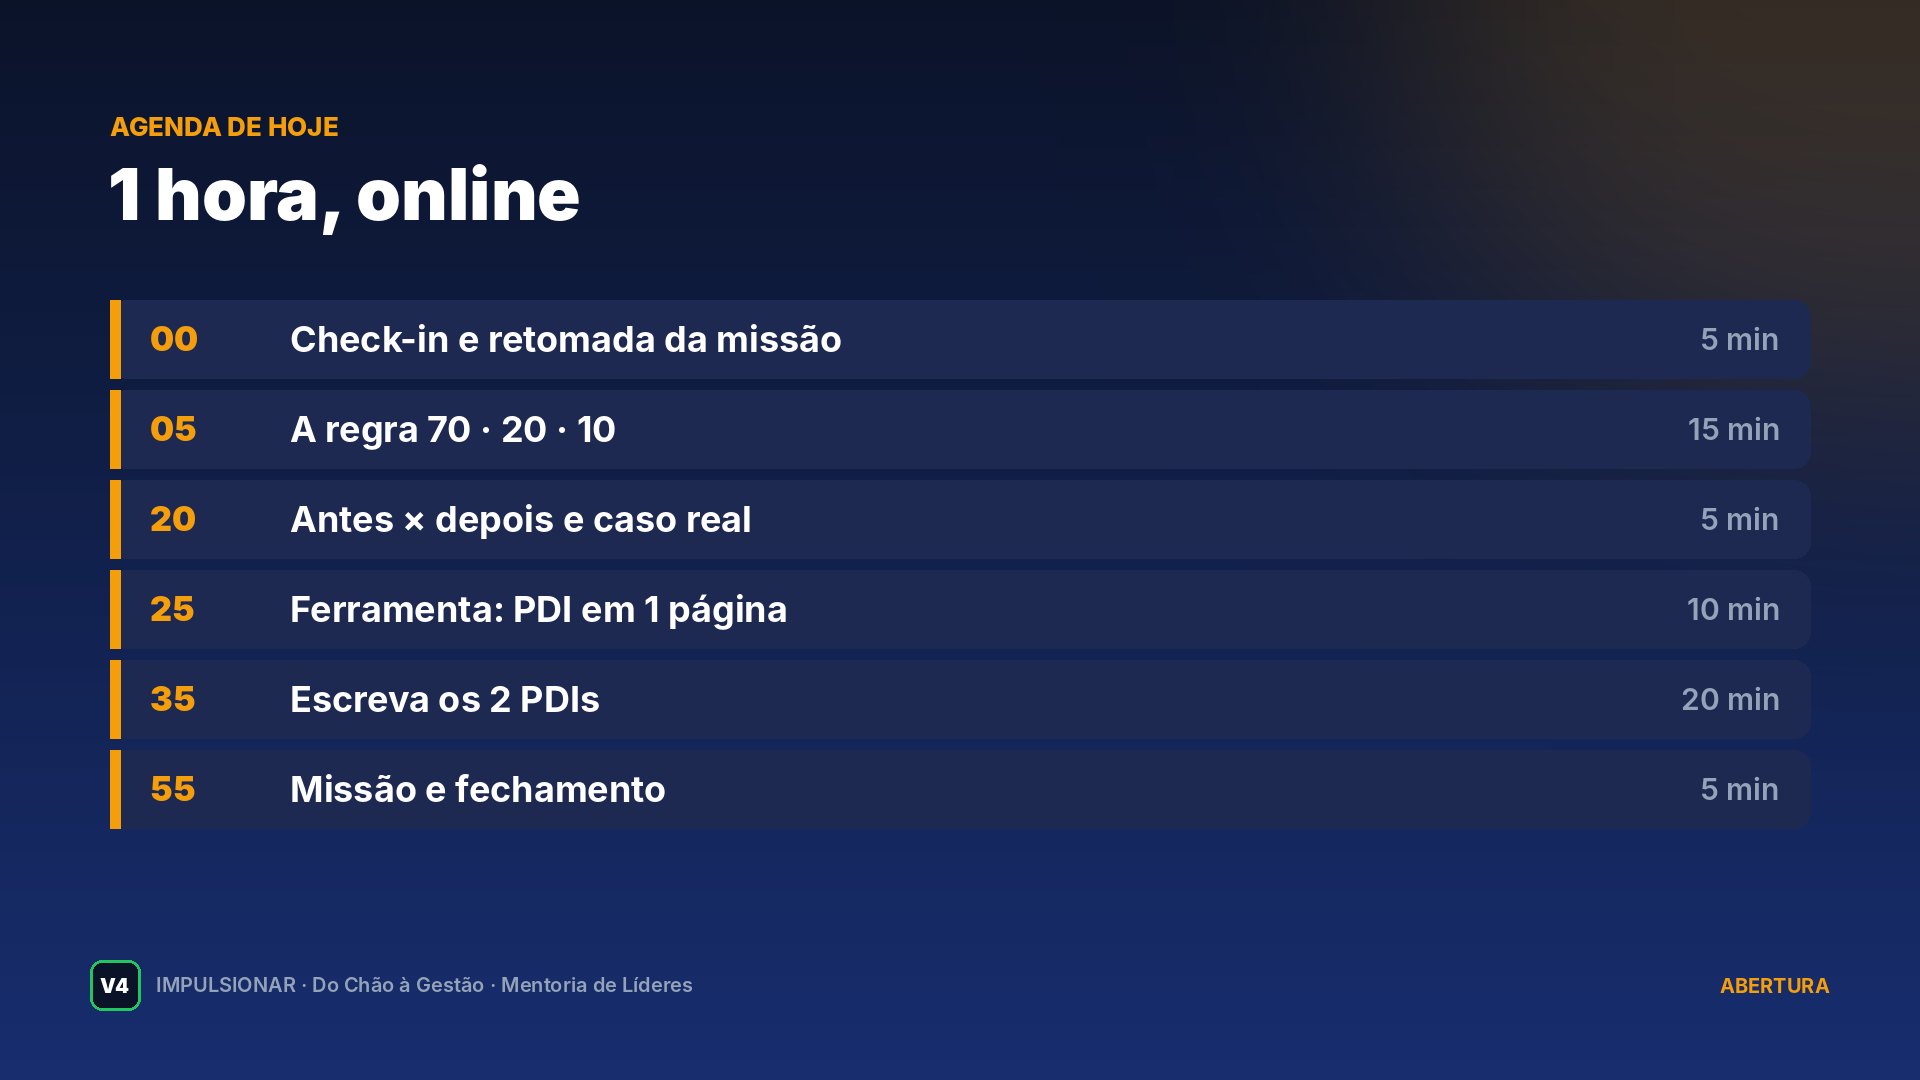 AGENDA DE HOJE
1 hora, online
00 Check-in e retomada da missão 5 min
05 A regra 70 · 20 · 10 15 min
20 Antes × depois e caso real 5 min
25 Ferramenta: PDI em 1 página 10 min
35 Escreva os 2 PDIs 20 min
55 Missão e fechamento 5 min
V4 IMPULSIONAR · Do Chão à Gestão · Mentoria de Líderes ABERTURA